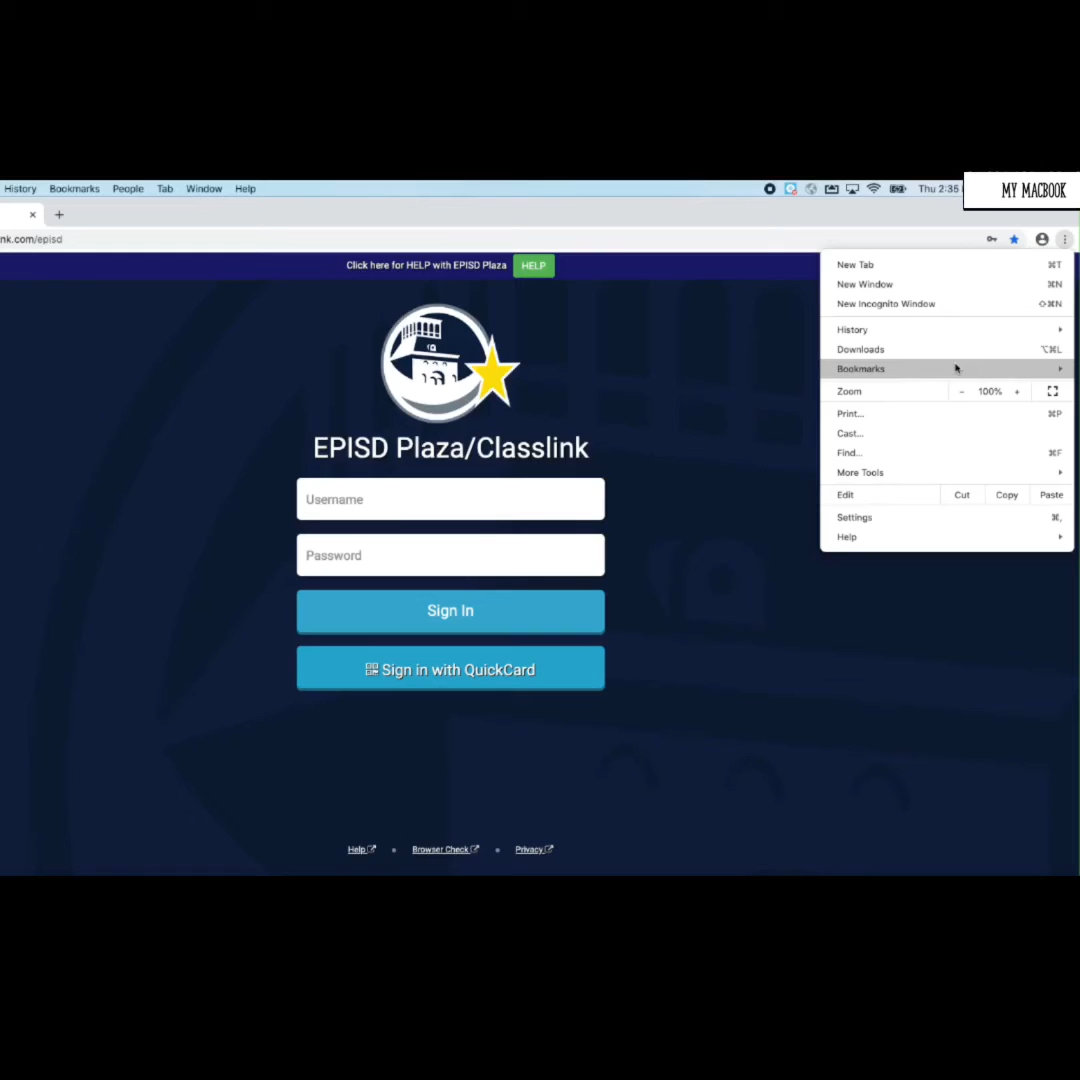 History Bookmarks People Tab Window Help Thu 2:35
MY MACBOOK
nk.com/episd
Click here for HELP with EPISD Plaza HELP
EPISD Plaza/Classlink
Username
Password
Sign In
Sign in with QuickCard
Help • Browser Check • Privacy
New Tab ⌘T
New Window ⌘N
New Incognito Window ⇧⌘N
History
Downloads ⌥⌘L
Bookmarks
Zoom − 100% +
Print... ⌘P
Cast...
Find... ⌘F
More Tools
Edit Cut Copy Paste
Settings ⌘,
Help